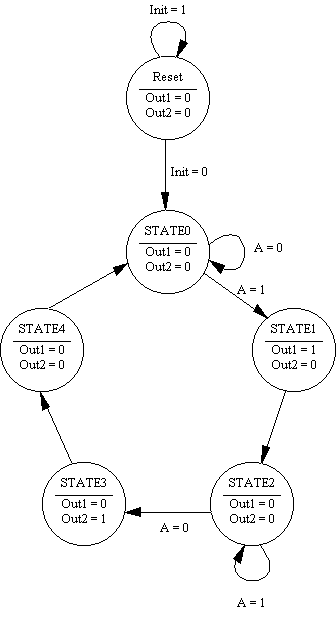 Init = 1
Reset
Out1 = 0
Out2 = 0
Init = 0
STATE0
Out1 = 0
Out2 = 0
A = 0
A = 1
STATE4
Out1 = 0
Out2 = 0
STATE1
Out1 = 1
Out2 = 0
STATE3
Out1 = 0
Out2 = 1
STATE2
Out1 = 0
Out2 = 0
A = 0
A = 1